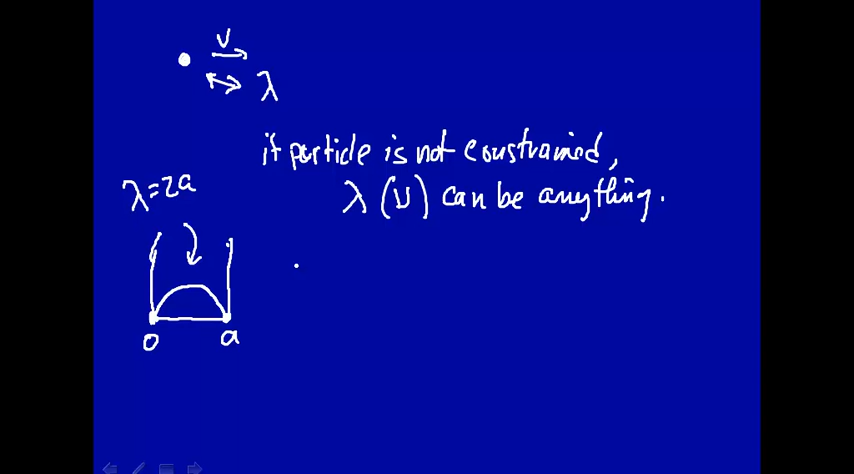 V
λ
if particle is not constrained,
λ (V) can be anything.
λ=2a
0 a